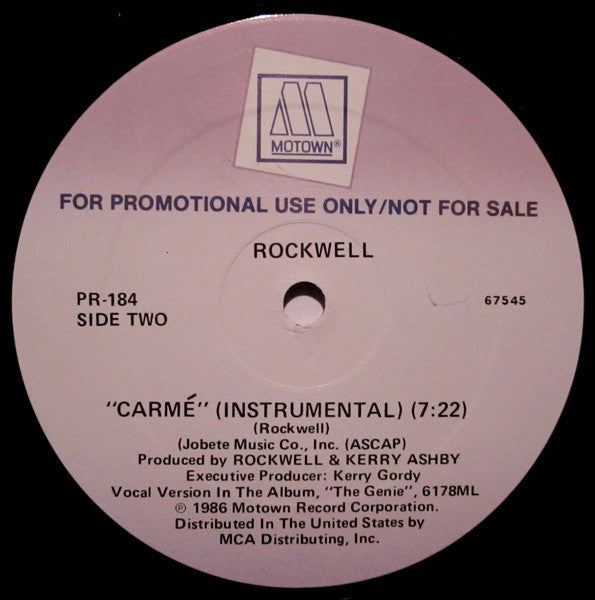 M
MOTOWN®
FOR PROMOTIONAL USE ONLY/NOT FOR SALE
ROCKWELL
PR-184
67545
SIDE TWO
"CARMÉ" (INSTRUMENTAL) (7:22)
(Rockwell)
(Jobete Music Co., Inc. (ASCAP)
Produced by ROCKWELL & KERRY ASHBY
Executive Producer: Kerry Gordy
Vocal Version In The Album, "The Genie", 6178ML
℗ 1986 Motown Record Corporation.
Distributed In The United States by
MCA Distributing, Inc.